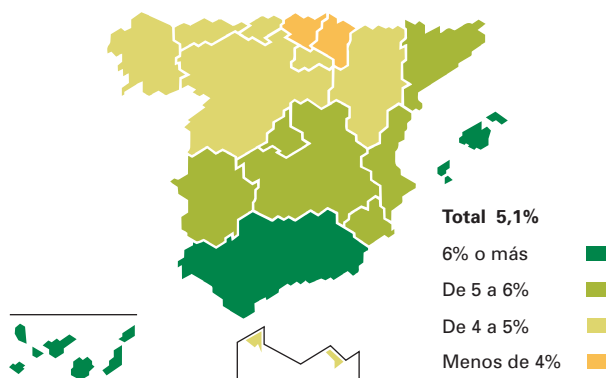 Total 5,1%
6% o más
De 5 a 6%
De 4 a 5%
Menos de 4%